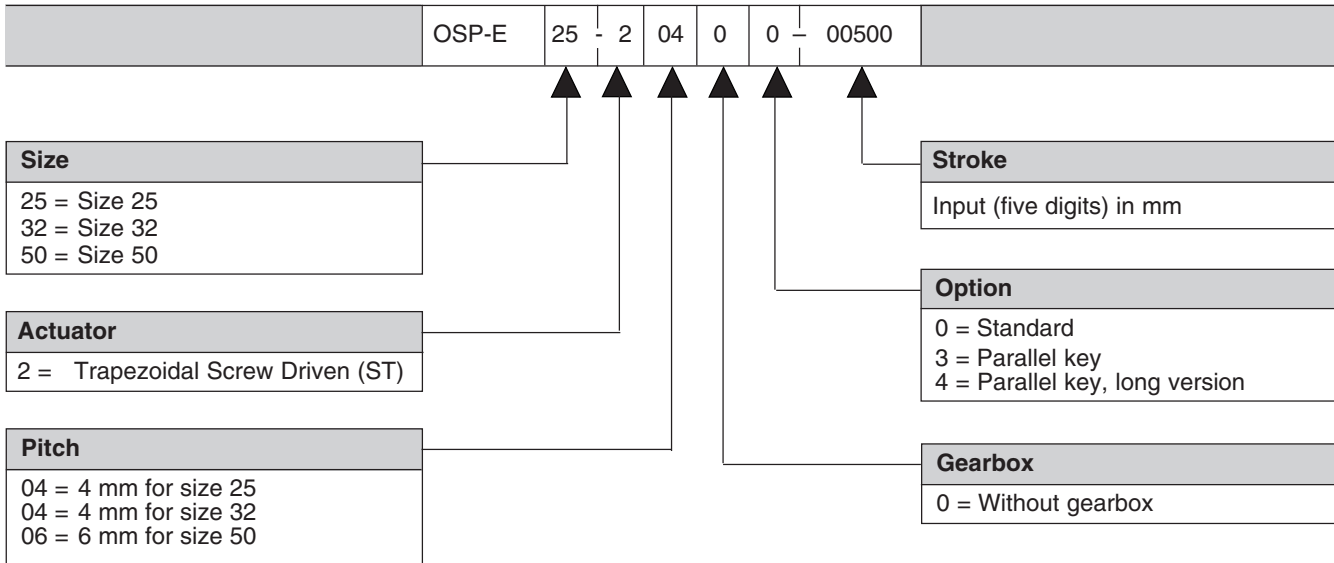 OSP-E 25 - 2 04 0 0 – 00500
Size
25 = Size 25
32 = Size 32
50 = Size 50
Actuator
2 = Trapezoidal Screw Driven (ST)
Pitch
04 = 4 mm for size 25
04 = 4 mm for size 32
06 = 6 mm for size 50
Stroke
Input (five digits) in mm
Option
0 = Standard
3 = Parallel key
4 = Parallel key, long version
Gearbox
0 = Without gearbox